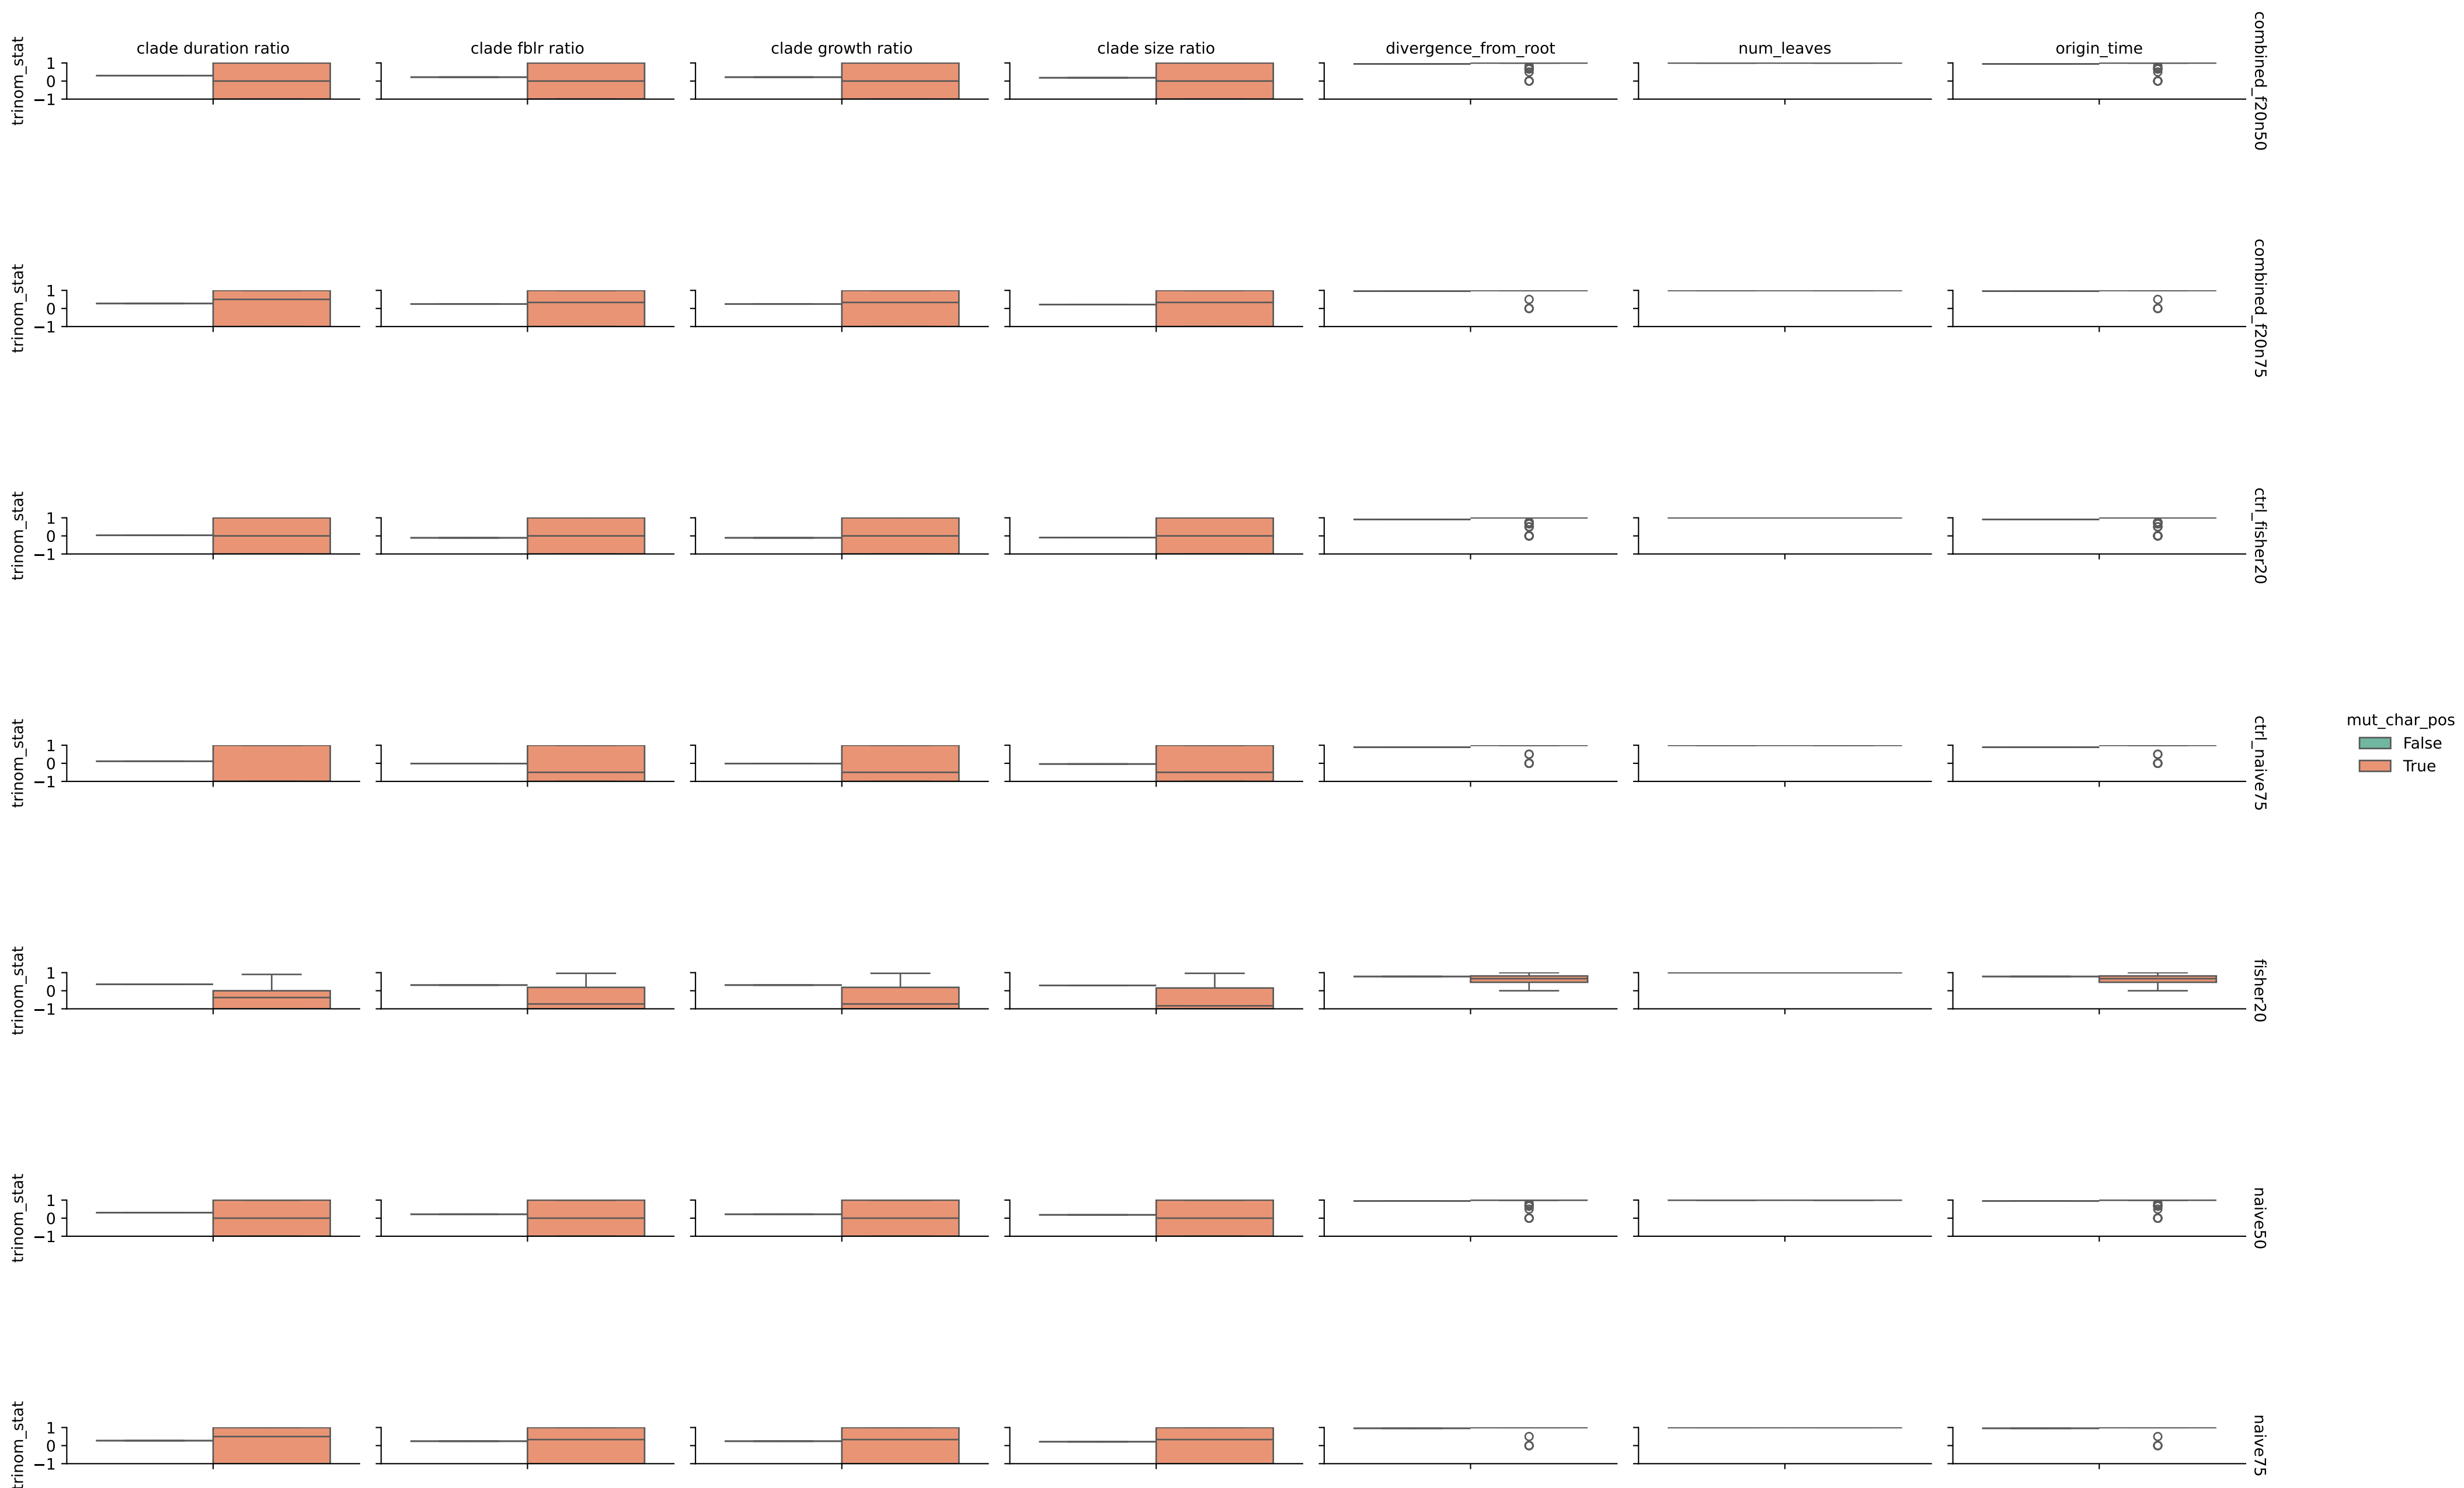 clade duration ratio
clade fblr ratio
clade growth ratio
clade size ratio
divergence_from_root
num_leaves
origin_time
trinom_stat
1
0
−1
combined_f20n50
trinom_stat
1
0
−1
combined_f20n75
trinom_stat
1
0
−1
ctrl_fisher20
trinom_stat
1
0
−1
ctrl_naive75
mut_char_pos
False
True
trinom_stat
1
0
−1
fisher20
trinom_stat
1
0
−1
naive50
trinom_stat
1
0
−1
naive75